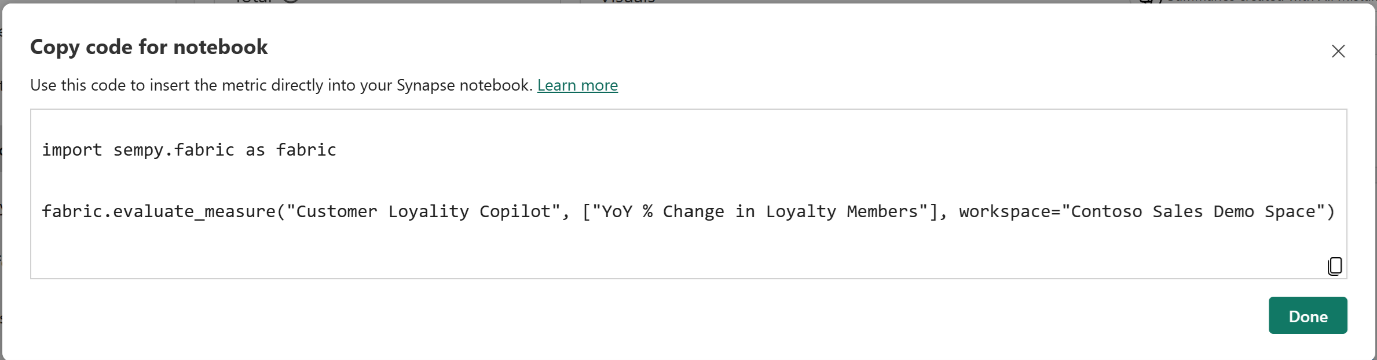 Copy code for notebook
Use this code to insert the metric directly into your Synapse notebook. Learn more
import sempy.fabric as fabric
fabric.evaluate_measure("Customer Loyality Copilot", ["YoY % Change in Loyalty Members"], workspace="Contoso Sales Demo Space")
Done